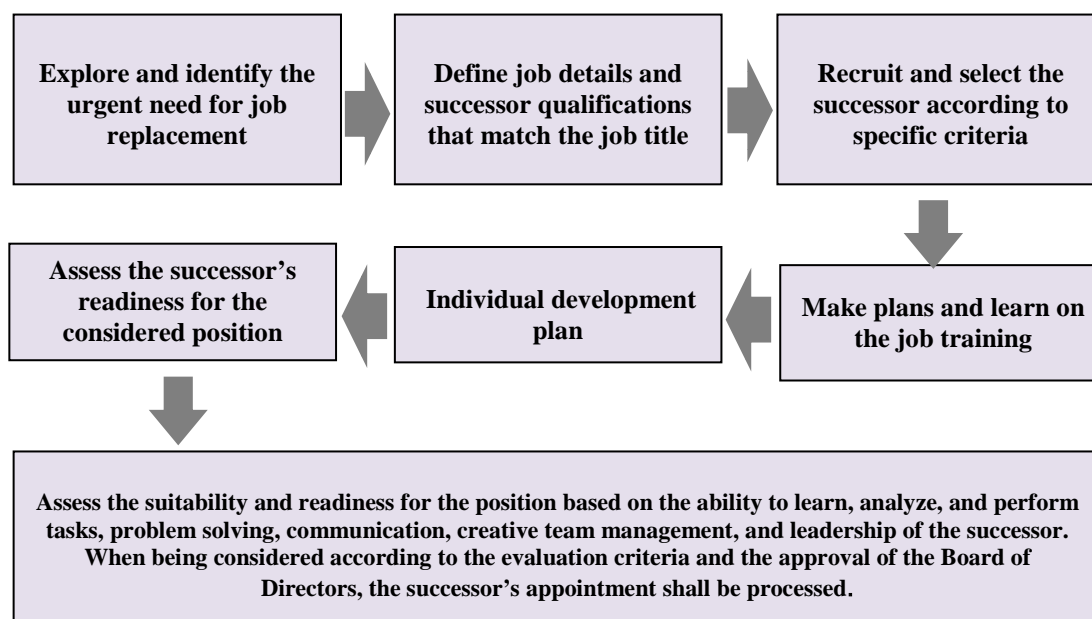 Explore and identify the
urgent need for job
replacement
Define job details and
successor qualifications
that match the job title
Recruit and select the
successor according to
specific criteria
Make plans and learn on
the job training
Individual development
plan
Assess the successor’s
readiness for the
considered position
Assess the suitability and readiness for the position based on the ability to learn, analyze, and perform
tasks, problem solving, communication, creative team management, and leadership of the successor.
When being considered according to the evaluation criteria and the approval of the Board of
Directors, the successor’s appointment shall be processed.